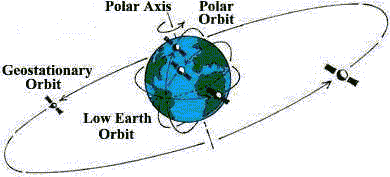 Polar Axis
Polar
Orbit
Geostationary
Orbit
Low Earth
Orbit